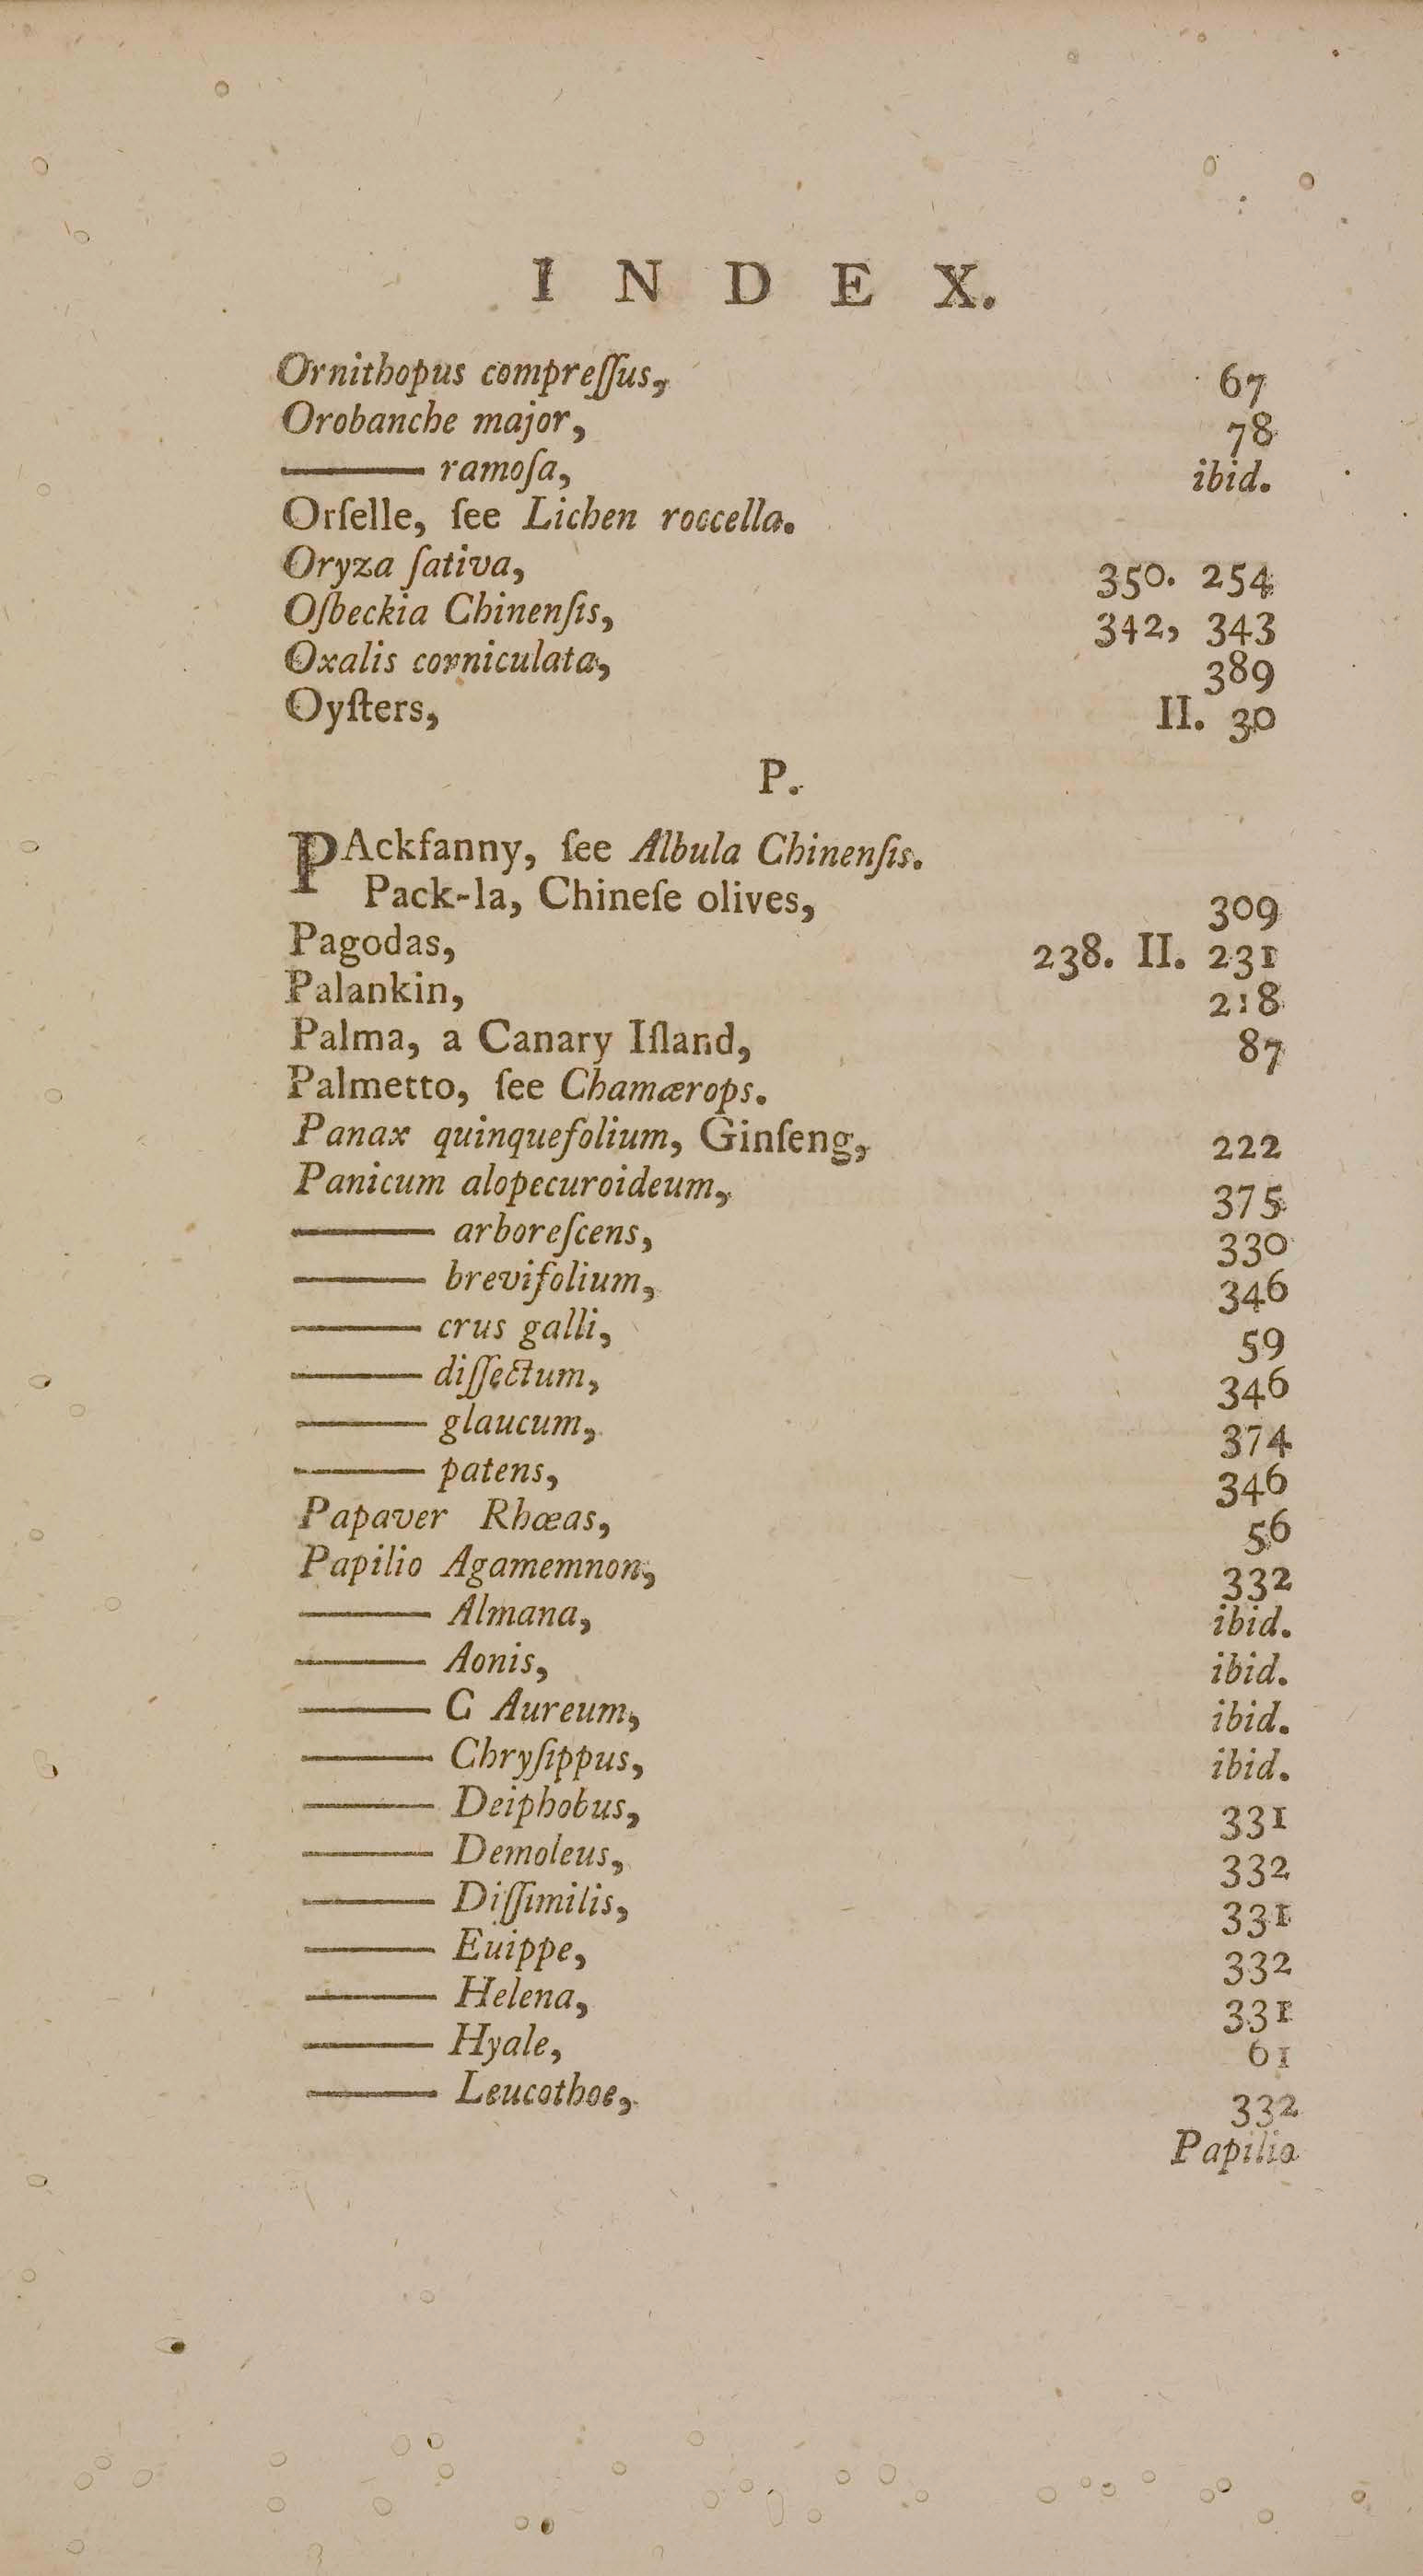 INDEX.
Ornithopus compreſſus, 67
Orobanche major, 78
——— ramoſa, ibid.
Orſelle, ſee Lichen roccella.
Oryza ſativa, 350. 254
Oſbeckia Chinenſis, 342, 343
Oxalis corniculata, 389
Oyſters, II. 30
P.
PAckfanny, ſee Albula Chinenſis.
Pack-la, Chineſe olives, 309
Pagodas, 238. II. 231
Palankin, 218
Palma, a Canary Iſland, 87
Palmetto, ſee Chamærops.
Panax quinquefolium, Ginſeng, 222
Panicum alopecuroideum, 375
——— arboreſcens, 330
——— brevifolium, 346
——— crus galli, 59
——— diſſectum, 346
——— glaucum, 374
——— patens, 346
Papaver Rhœas, 56
Papilio Agamemnon, 332
——— Almana, ibid.
——— Aonis, ibid.
——— C Aureum, ibid.
——— Chryſippus, ibid.
——— Deiphobus, 331
——— Demoleus, 332
——— Diſſimilis, 331
——— Euippe, 332
——— Helena, 331
——— Hyale, 61
——— Leucothoe, 332
Papilio